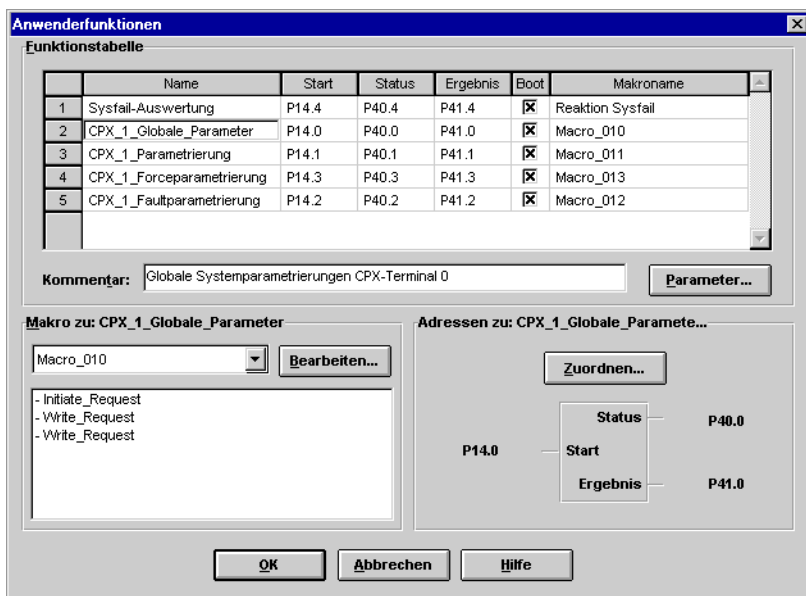 Anwenderfunktionen
Funktionstabelle
Name Start Status Ergebnis Boot Makroname
1 Sysfail-Auswertung P14.4 P40.4 P41.4 Reaktion Sysfail
2 CPX_1_Globale_Parameter P14.0 P40.0 P41.0 Macro_010
3 CPX_1_Parametrierung P14.1 P40.1 P41.1 Macro_011
4 CPX_1_Forceparametrierung P14.3 P40.3 P41.3 Macro_013
5 CPX_1_Faultparametrierung P14.2 P40.2 P41.2 Macro_012
Kommentar: Globale Systemparametrierungen CPX-Terminal 0 Parameter...
Makro zu: CPX_1_Globale_Parameter
Macro_010 Bearbeiten...
- Initiate_Request
- Write_Request
- Write_Request
Adressen zu: CPX_1_Globale_Paramete...
Zuordnen...
Status P40.0
P14.0 Start
Ergebnis P41.0
OK Abbrechen Hilfe